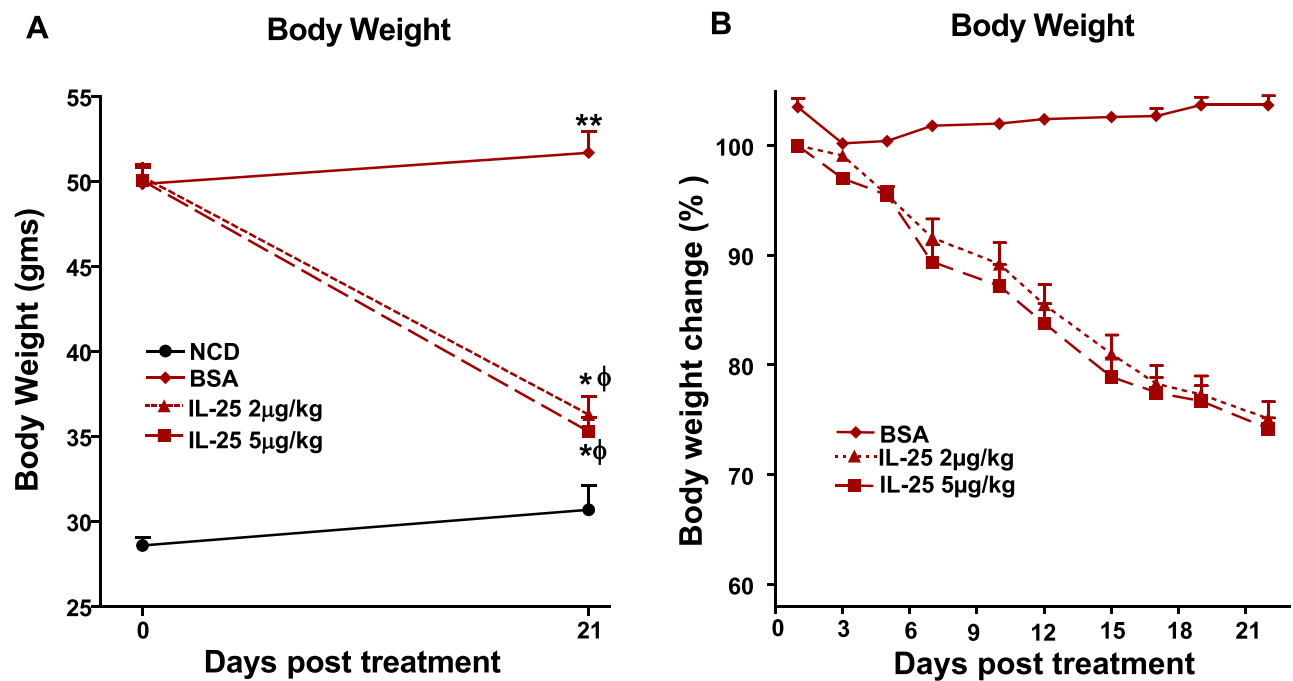 A
Body Weight
Body Weight (gms)
55
50
45
40
35
30
25
**
* ϕ
*ϕ
NCD
BSA
IL-25 2μg/kg
IL-25 5μg/kg
0
21
Days post treatment
B
Body Weight
Body weight change (% )
100
90
80
70
60
BSA
IL-25 2μg/kg
IL-25 5μg/kg
0
3
6
9
12
15
18
21
Days post treatment